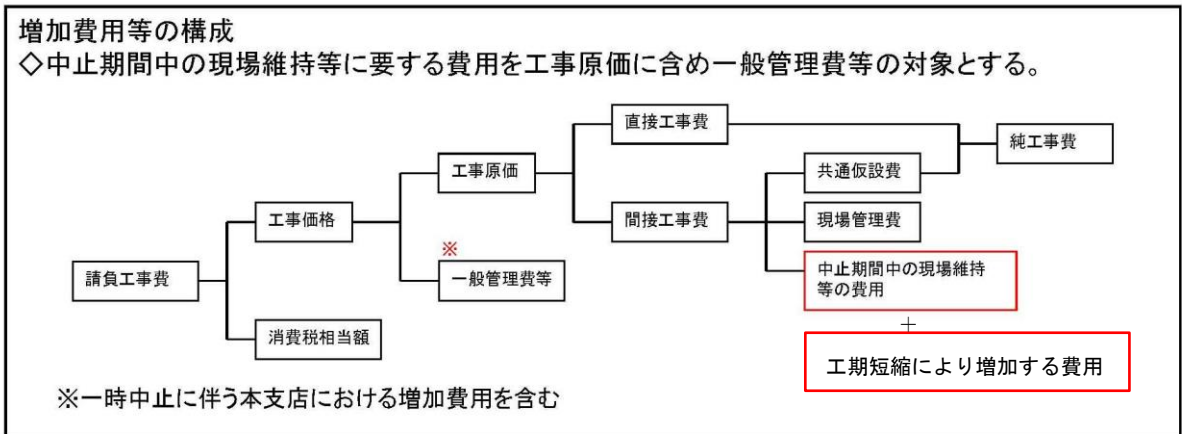 増加費用等の構成
◇中止期間中の現場維持等に要する費用を工事原価に含め一般管理費等の対象とする。
直接工事費
純工事費
工事原価
共通仮設費
工事価格
間接工事費
現場管理費
※
請負工事費
一般管理費等
中止期間中の現場維持
等の費用
消費税相当額
＋
工期短縮により増加する費用
※一時中止に伴う本支店における増加費用を含む